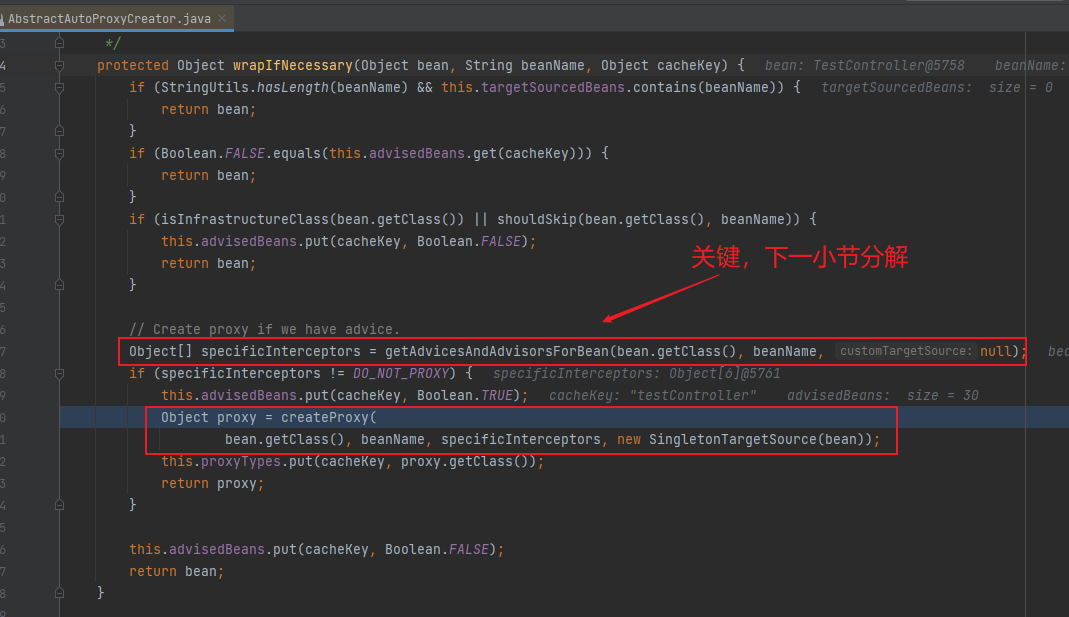 AbstractAutoProxyCreator.java
3 */
4 protected Object wrapIfNecessary(Object bean, String beanName, Object cacheKey) { bean: TestController@5758 beanName:
5 if (StringUtils.hasLength(beanName) && this.targetSourcedBeans.contains(beanName)) { targetSourcedBeans: size = 0
6 return bean;
7 }
8 if (Boolean.FALSE.equals(this.advisedBeans.get(cacheKey))) {
9 return bean;
0 }
1 if (isInfrastructureClass(bean.getClass()) || shouldSkip(bean.getClass(), beanName)) {
2 this.advisedBeans.put(cacheKey, Boolean.FALSE);
3 return bean;
关键，下一小节分解
4 }
5
6 // Create proxy if we have advice.
7 Object[] specificInterceptors = getAdvicesAndAdvisorsForBean(bean.getClass(), beanName, customTargetSource: null);
8 if (specificInterceptors != DO_NOT_PROXY) { specificInterceptors: Object[6]@5761
9 this.advisedBeans.put(cacheKey, Boolean.TRUE); cacheKey: "testController" advisedBeans: size = 30
0 Object proxy = createProxy(
1 bean.getClass(), beanName, specificInterceptors, new SingletonTargetSource(bean));
2 this.proxyTypes.put(cacheKey, proxy.getClass());
3 return proxy;
4 }
5
6 this.advisedBeans.put(cacheKey, Boolean.FALSE);
7 return bean;
8 }